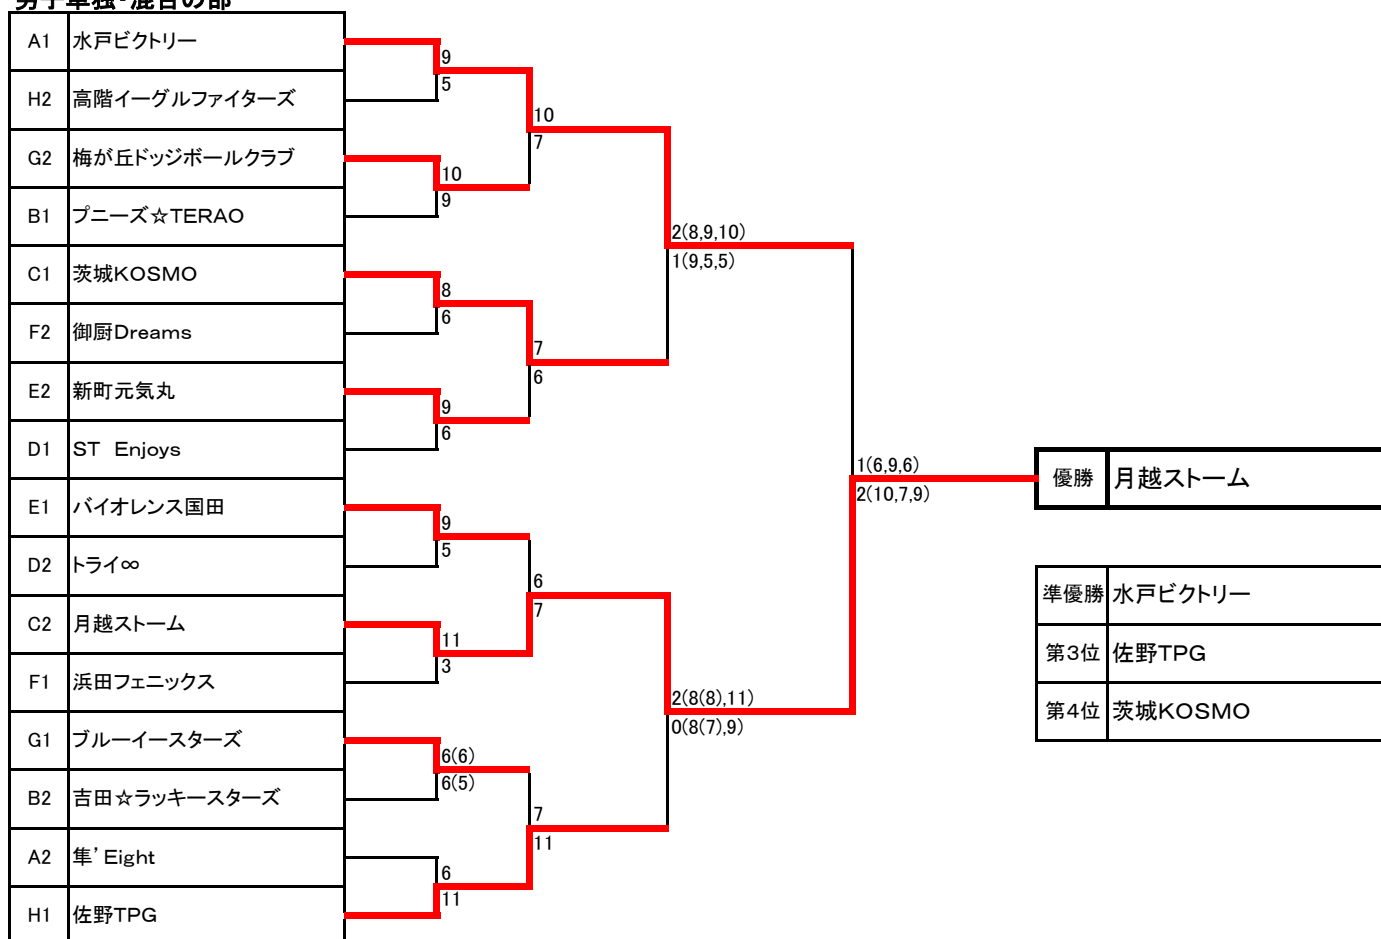 男子単独・混合の部
A1 水戸ビクトリー
H2 高階イーグルファイターズ
G2 梅が丘ドッジボールクラブ
B1 プニーズ☆TERAO
C1 茨城KOSMO
F2 御厨Dreams
E2 新町元気丸
D1 ST　Enjoys
E1 バイオレンス国田
D2 トライ∞
C2 月越ストーム
F1 浜田フェニックス
G1 ブルーイースターズ
B2 吉田☆ラッキースターズ
A2 隼’Eight
H1 佐野TPG
9
5
10
9
8
6
9
6
9
5
11
3
6(6)
6(5)
6
11
10
7
7
6
6
7
7
11
2(8,9,10)
1(9,5,5)
2(8(8),11)
0(8(7),9)
1(6,9,6)
2(10,7,9)
優勝 月越ストーム
準優勝 水戸ビクトリー
第3位 佐野TPG
第4位 茨城KOSMO